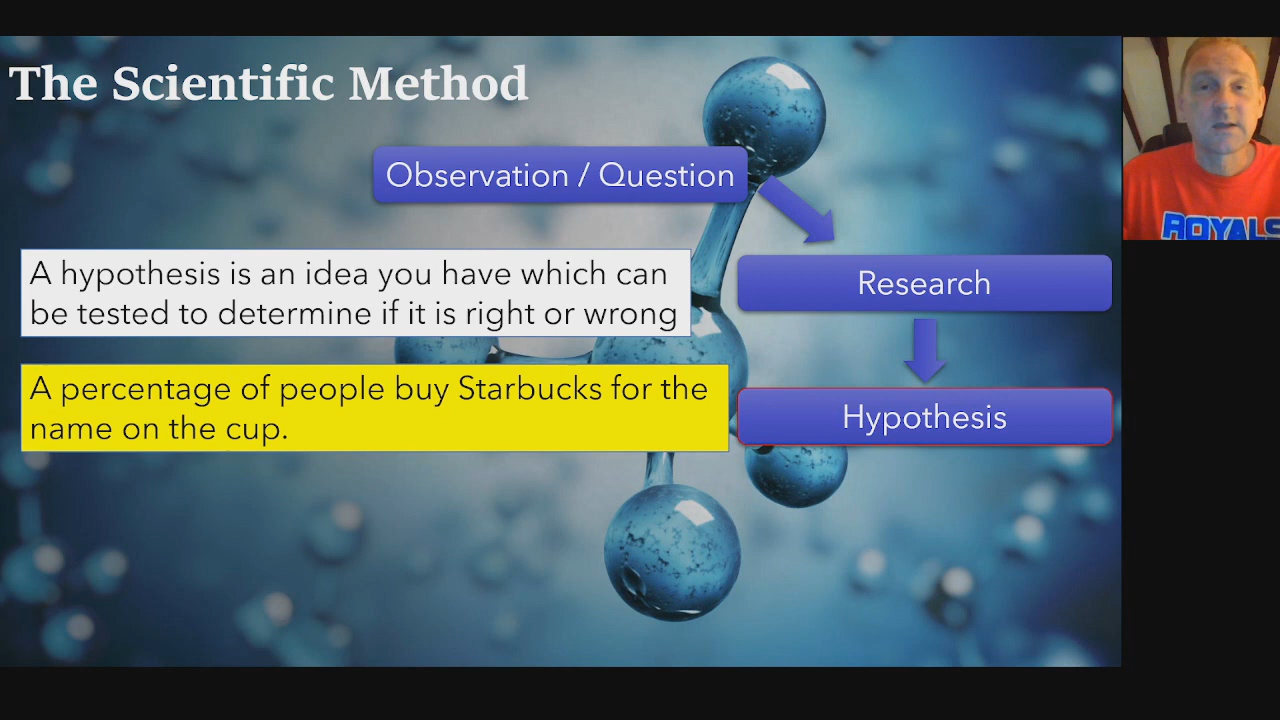 The Scientific Method
Observation / Question
Research
A hypothesis is an idea you have which can
be tested to determine if it is right or wrong
A percentage of people buy Starbucks for the
name on the cup.
Hypothesis
ROYALS